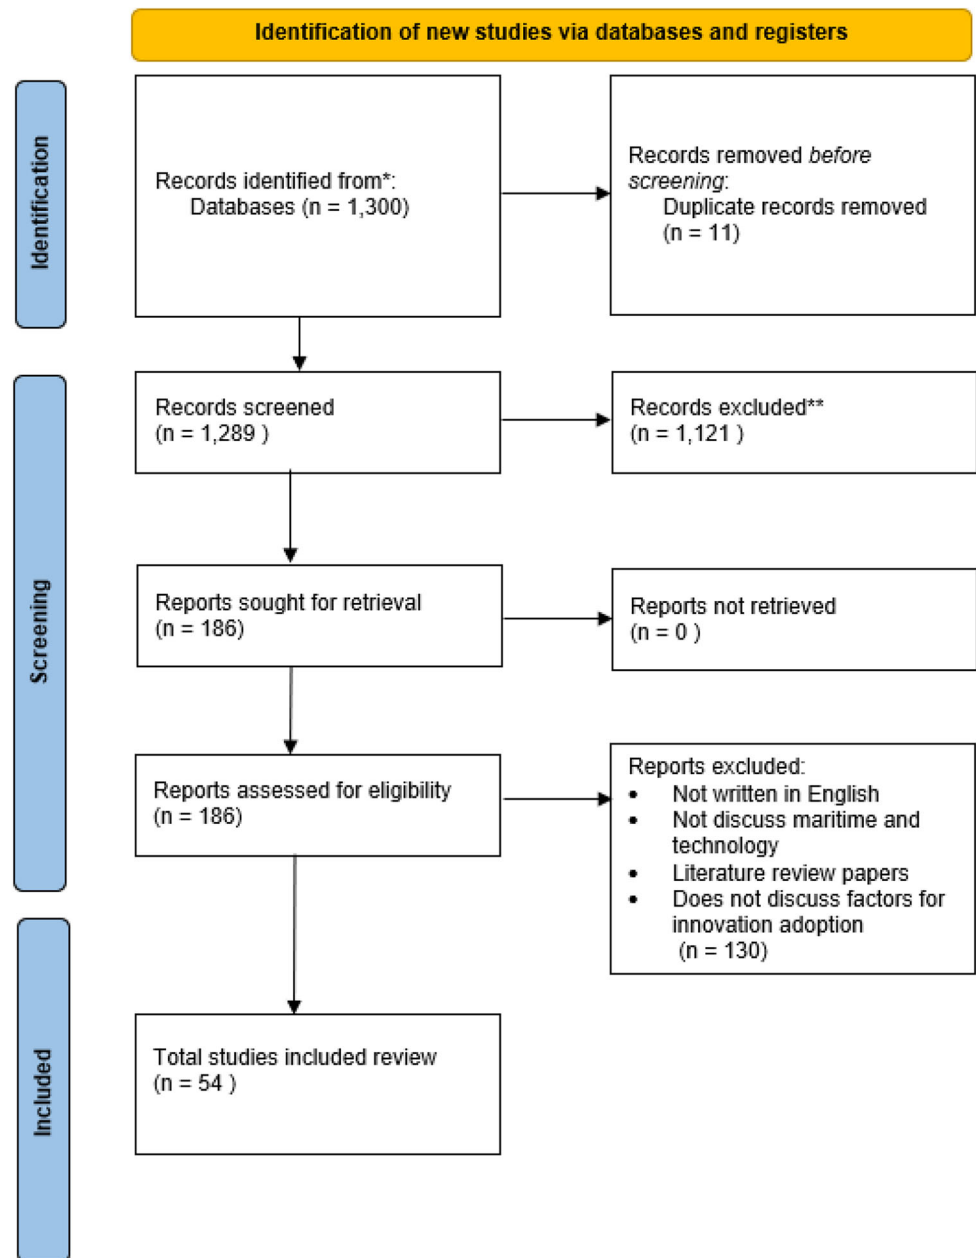 Identification of new studies via databases and registers
Identification
Records identified from*:
Databases (n = 1,300)
Records removed before
screening:
Duplicate records removed
(n = 11)
Screening
Records screened
(n = 1,289 )
Records excluded**
(n = 1,121 )
Reports sought for retrieval
(n = 186)
Reports not retrieved
(n = 0 )
Reports assessed for eligibility
(n = 186)
Reports excluded:
• Not written in English
• Not discuss maritime and
technology
• Literature review papers
• Does not discuss factors for
innovation adoption
(n = 130)
Included
Total studies included review
(n = 54 )